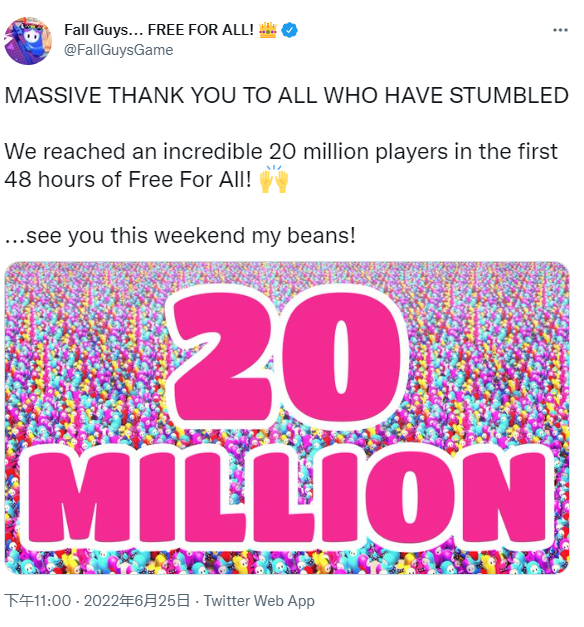 Fall Guys... FREE FOR ALL! 👑
@FallGuysGame
MASSIVE THANK YOU TO ALL WHO HAVE STUMBLED
We reached an incredible 20 million players in the first
48 hours of Free For All! 🙌
...see you this weekend my beans!
20
MILLION
下午11:00 · 2022年6月25日 · Twitter Web App